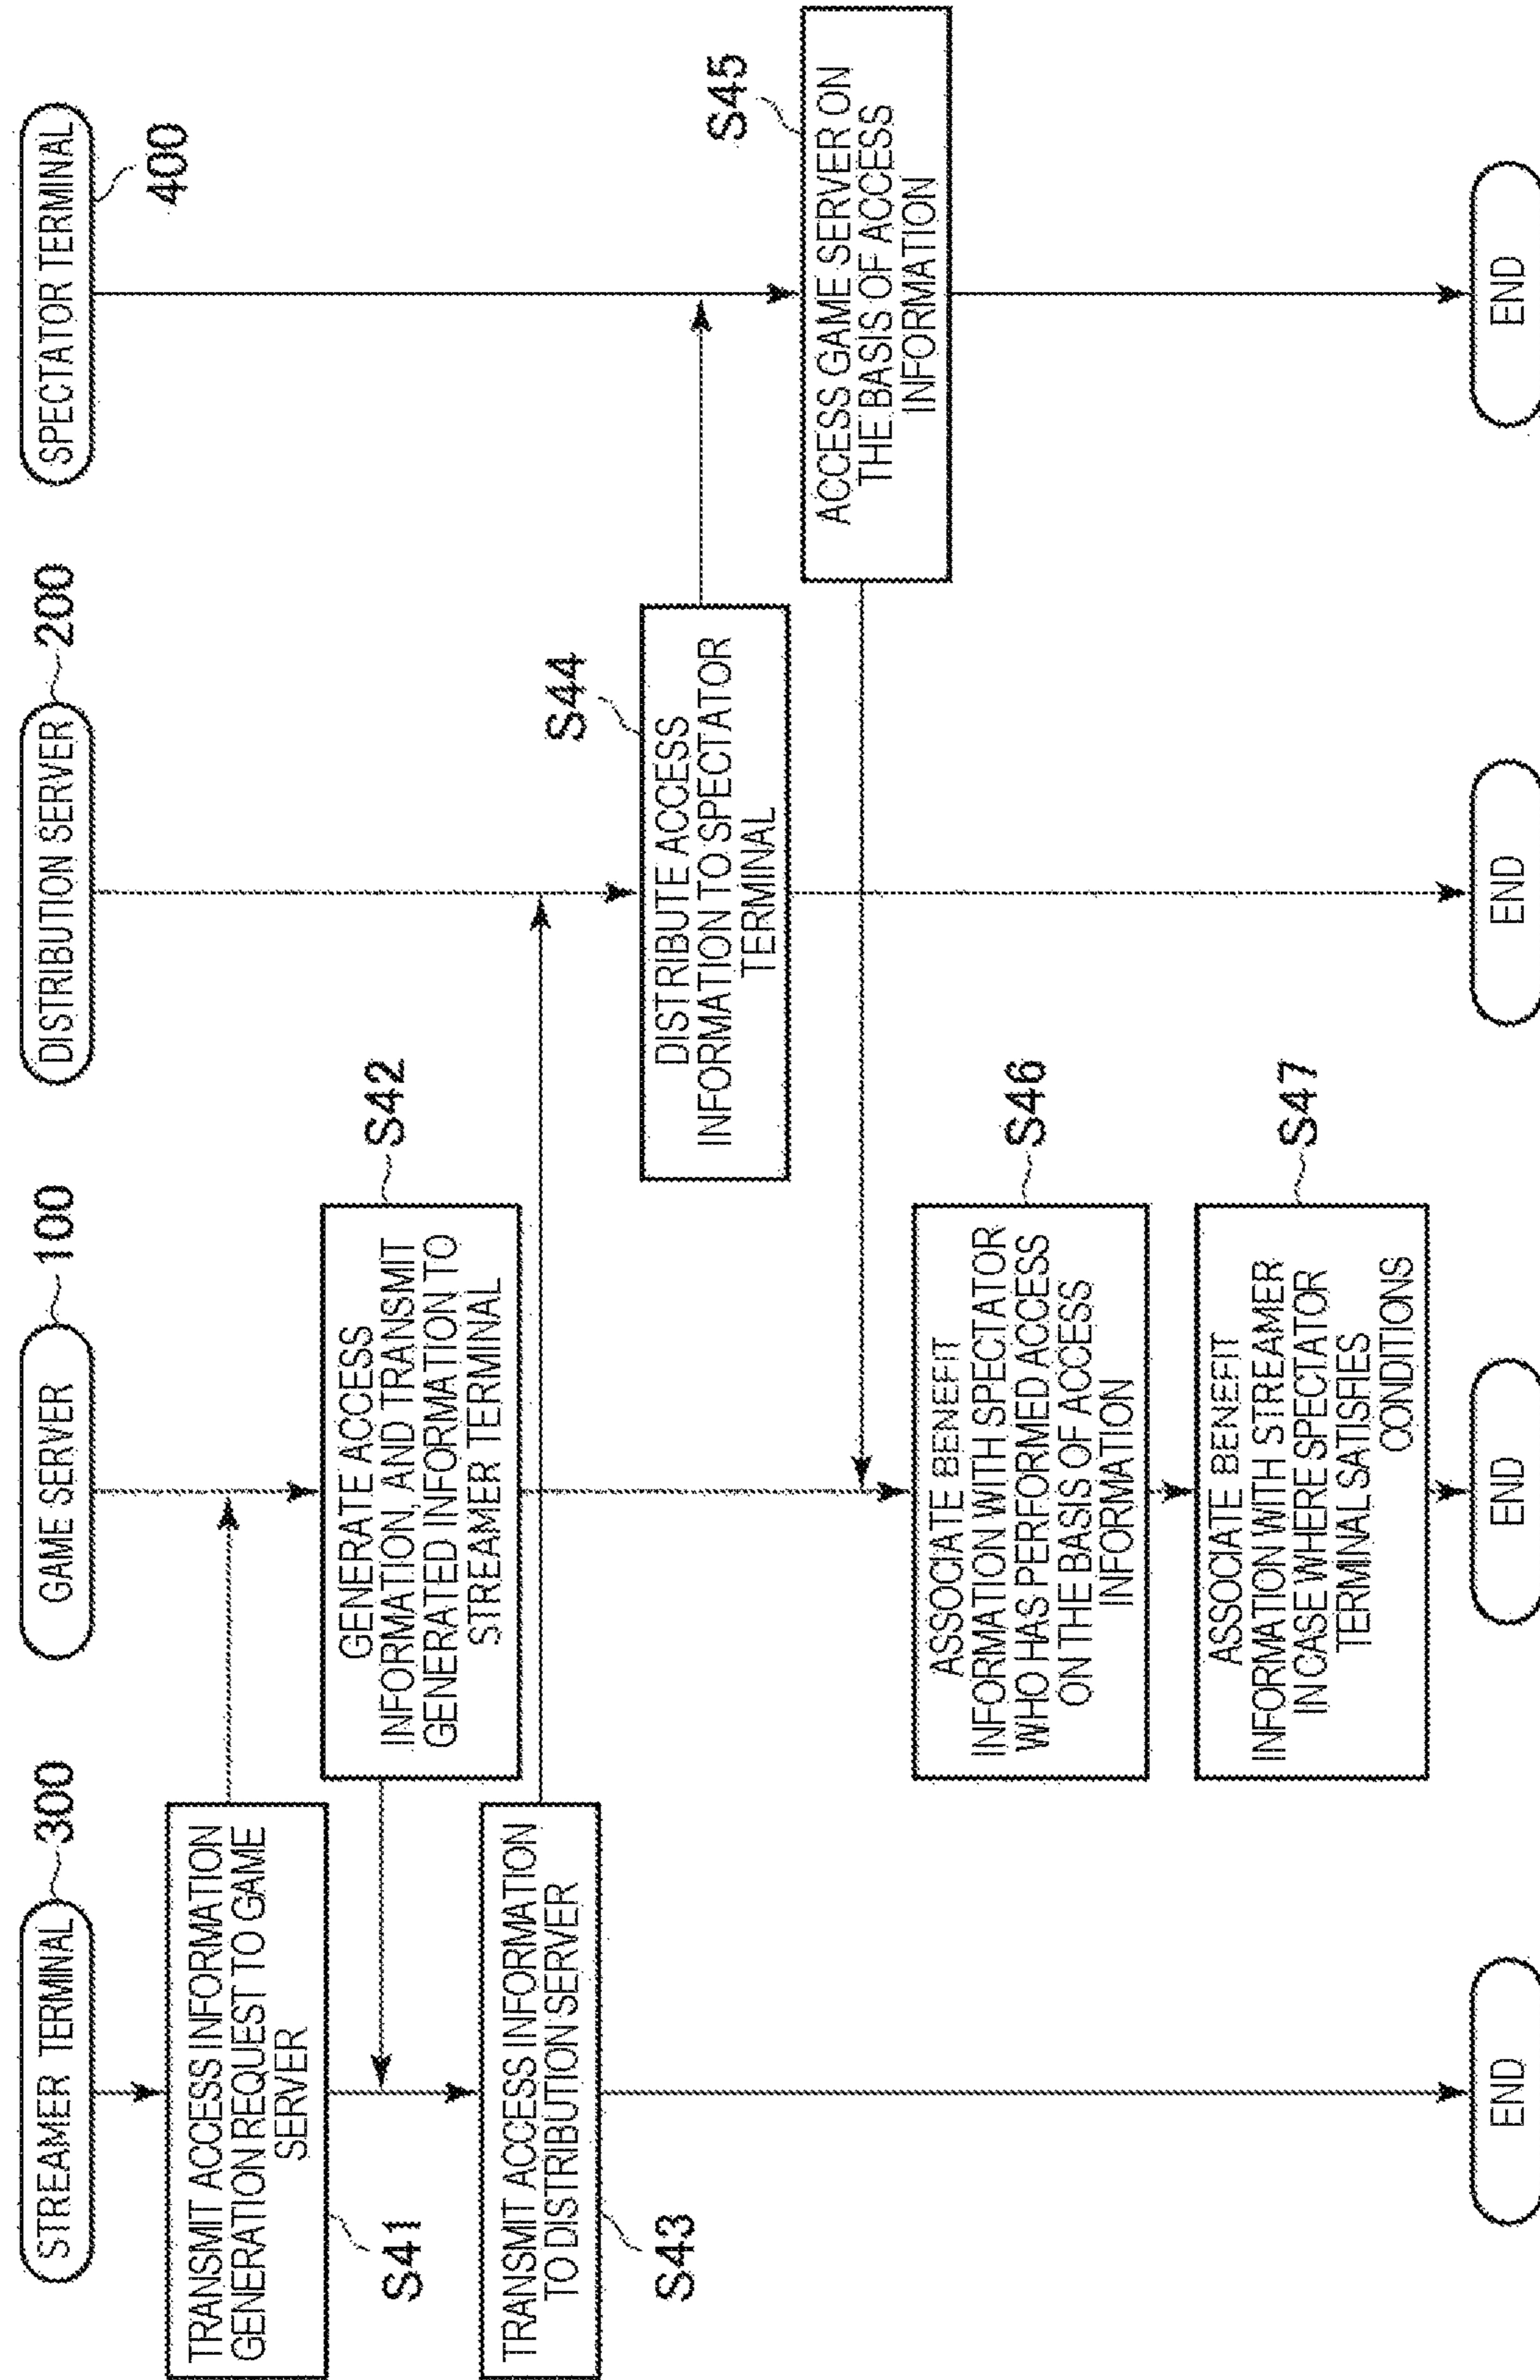 STREAMER TERMINAL
300
GAME SERVER
100
DISTRIBUTION SERVER
200
SPECTATOR TERMINAL
400
TRANSMIT ACCESS INFORMATION
GENERATION REQUEST TO GAME
SERVER
S41
GENERATE ACCESS
INFORMATION, AND TRANSMIT
GENERATED INFORMATION TO
STREAMER TERMINAL
S42
TRANSMIT ACCESS INFORMATION
TO DISTRIBUTION SERVER
S43
DISTRIBUTE ACCESS
INFORMATION TO SPECTATOR
TERMINAL
S44
ACCESS GAME SERVER ON
THE BASIS OF ACCESS
INFORMATION
S45
ASSOCIATE BENEFIT
INFORMATION WITH SPECTATOR
WHO HAS PERFORMED ACCESS
ON THE BASIS OF ACCESS
INFORMATION
S46
ASSOCIATE BENEFIT
INFORMATION WITH STREAMER
IN CASE WHERE SPECTATOR
TERMINAL SATISFIES
CONDITIONS
S47
END
END
END
END